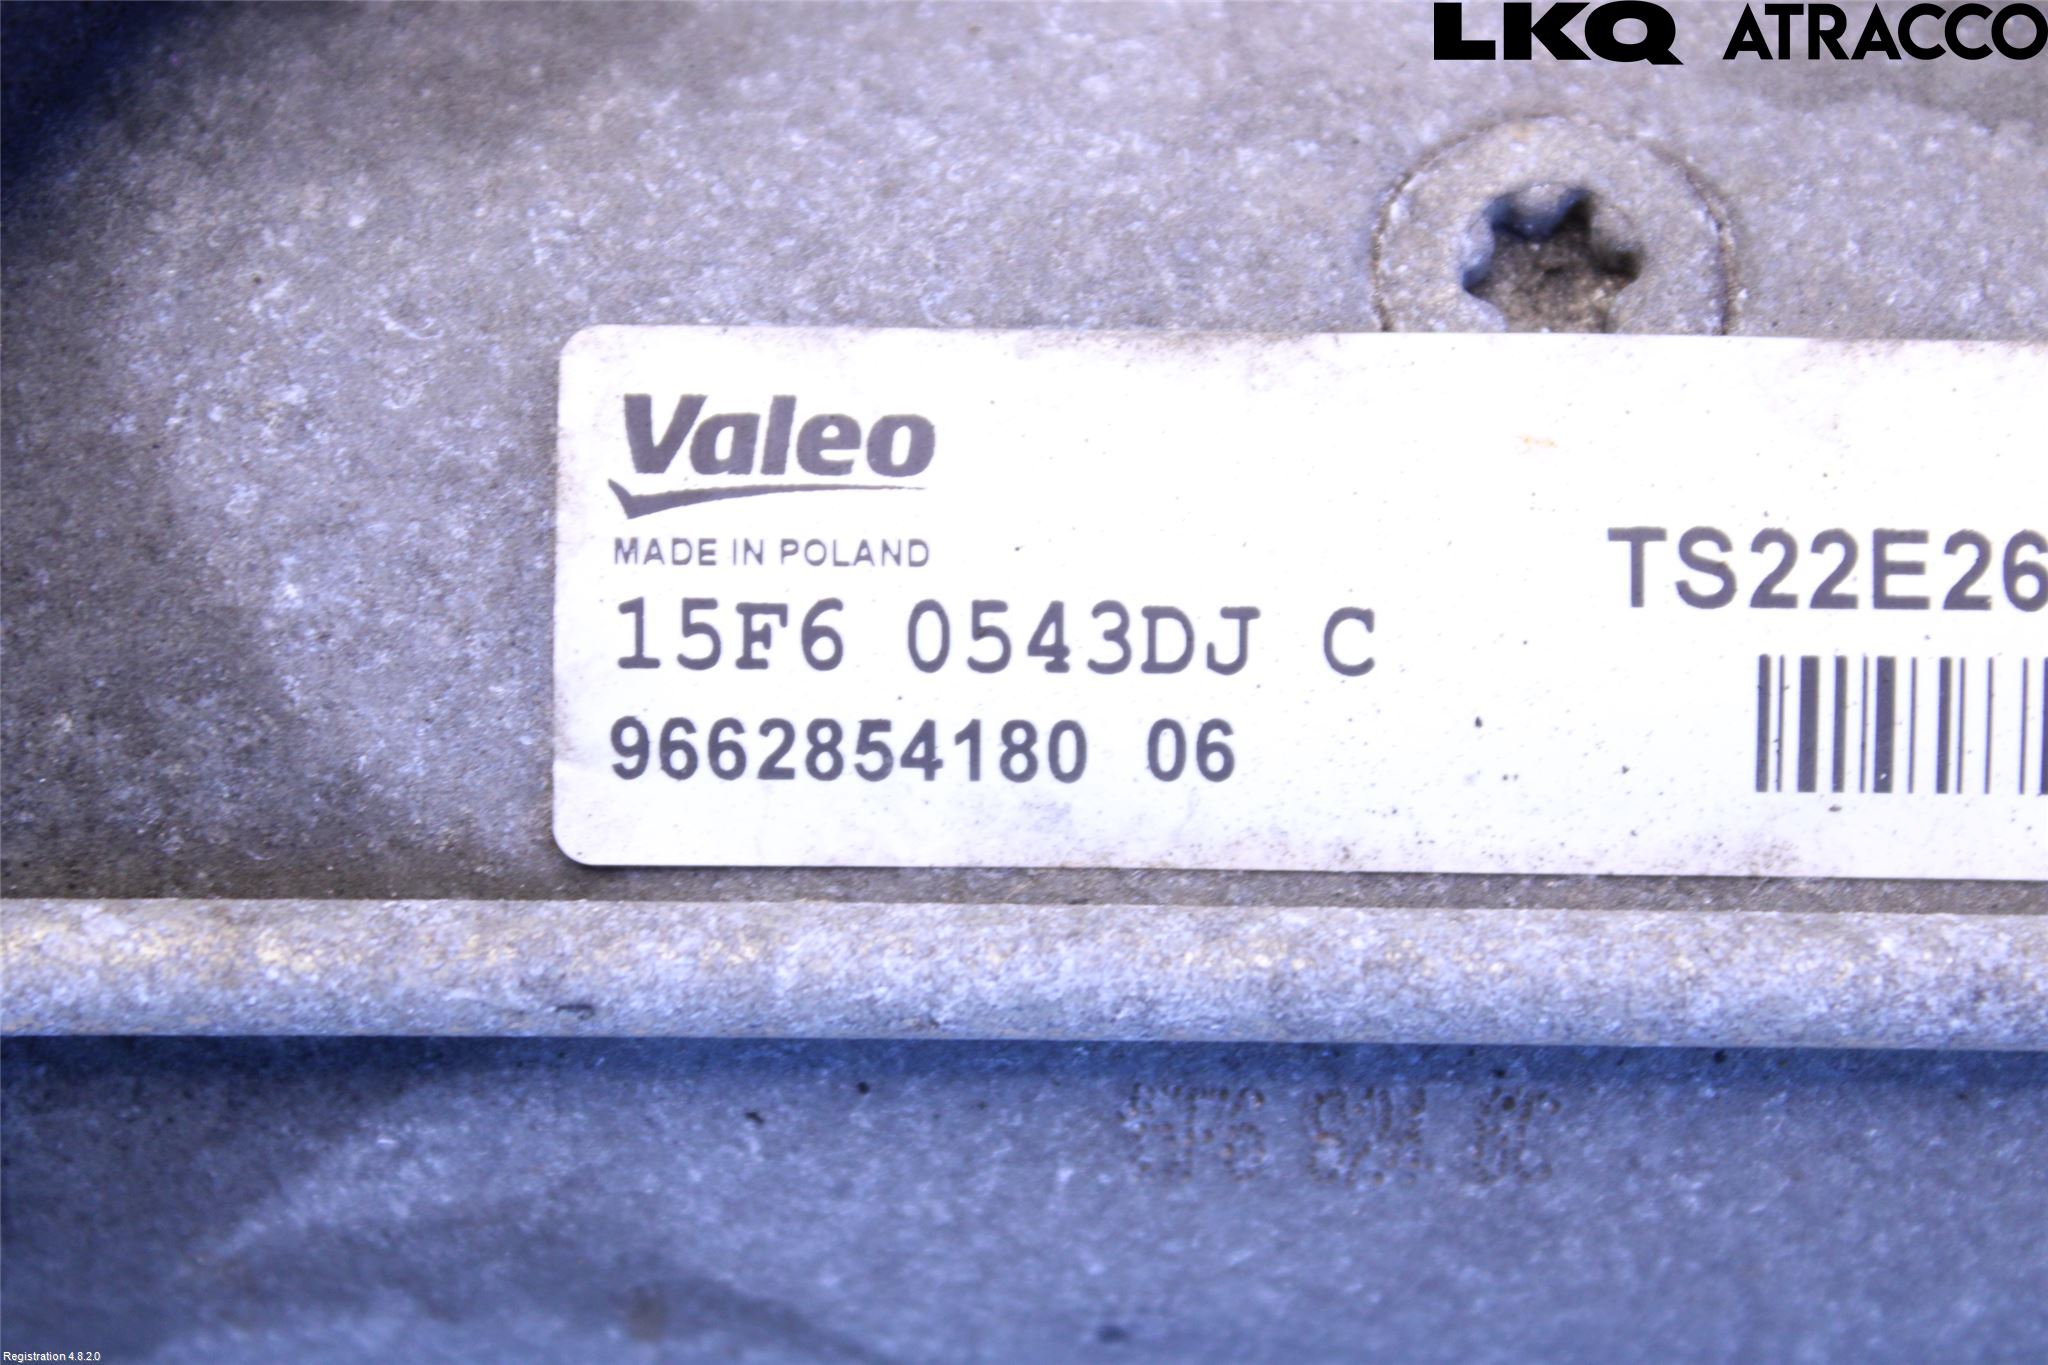 LKQ ATRACCO
Valeo
MADE IN POLAND
15F6 0543DJ C
9662854180 06
TS22E26
Registration 4.8.2.0